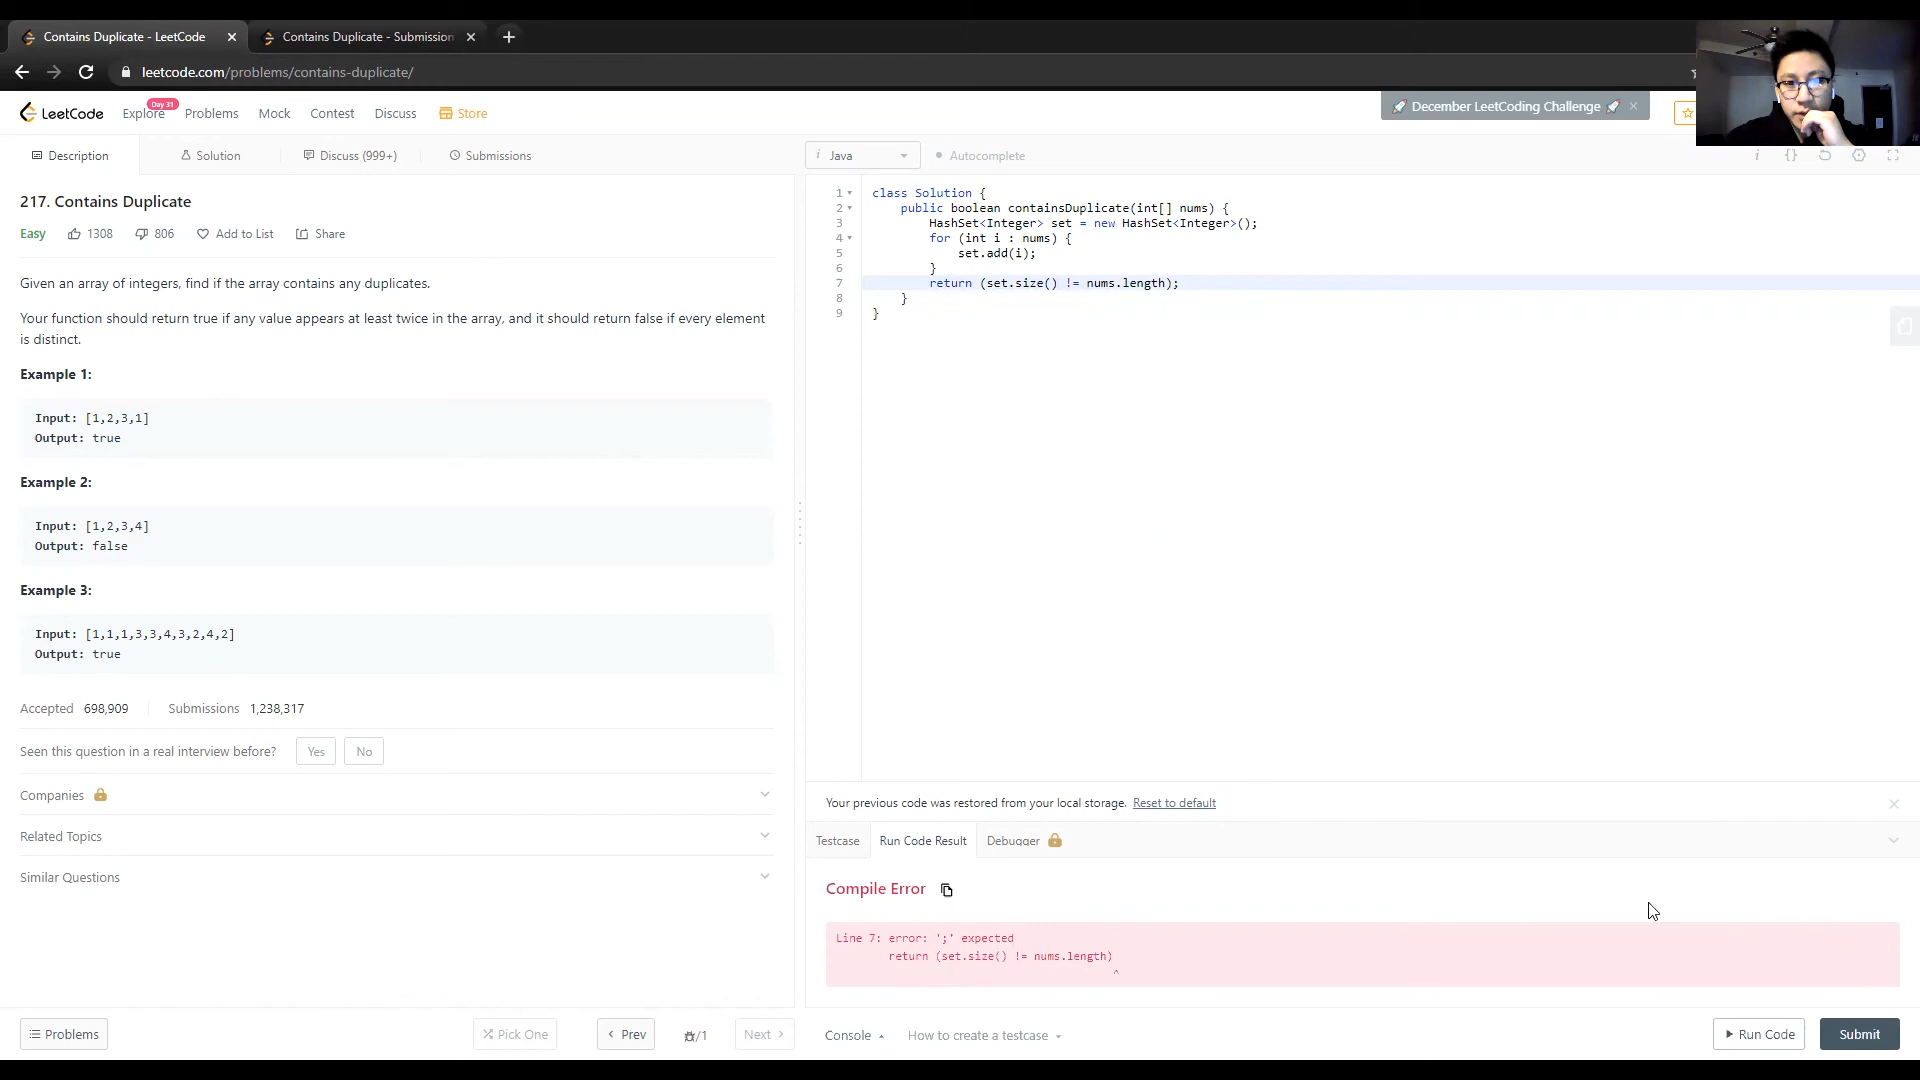 Contains Duplicate - LeetCode
Contains Duplicate - Submission
leetcode.com/problems/contains-duplicate/
LeetCode
Explore
Day 31
Problems
Mock
Contest
Discuss
Store
December LeetCoding Challenge
Description
Solution
Discuss (999+)
Submissions
i Java
Autocomplete
217. Contains Duplicate
Easy
1308
806
Add to List
Share
Given an array of integers, find if the array contains any duplicates.
Your function should return true if any value appears at least twice in the array, and it should return false if every element
is distinct.
Example 1:
Input: [1,2,3,1]
Output: true
Example 2:
Input: [1,2,3,4]
Output: false
Example 3:
Input: [1,1,1,3,3,4,3,2,4,2]
Output: true
Accepted 698,909
Submissions 1,238,317
Seen this question in a real interview before?
Yes
No
Companies
Related Topics
Similar Questions
Problems
Pick One
Prev
/1
Next
1 class Solution {
2 public boolean containsDuplicate(int[] nums) {
3 HashSet<Integer> set = new HashSet<Integer>();
4 for (int i : nums) {
5 set.add(i);
6 }
7 return (set.size() != nums.length);
8 }
9 }
Your previous code was restored from your local storage. Reset to default
Testcase
Run Code Result
Debugger
Compile Error
Line 7: error: ';' expected
return (set.size() != nums.length)
^
Console
How to create a testcase
Run Code
Submit